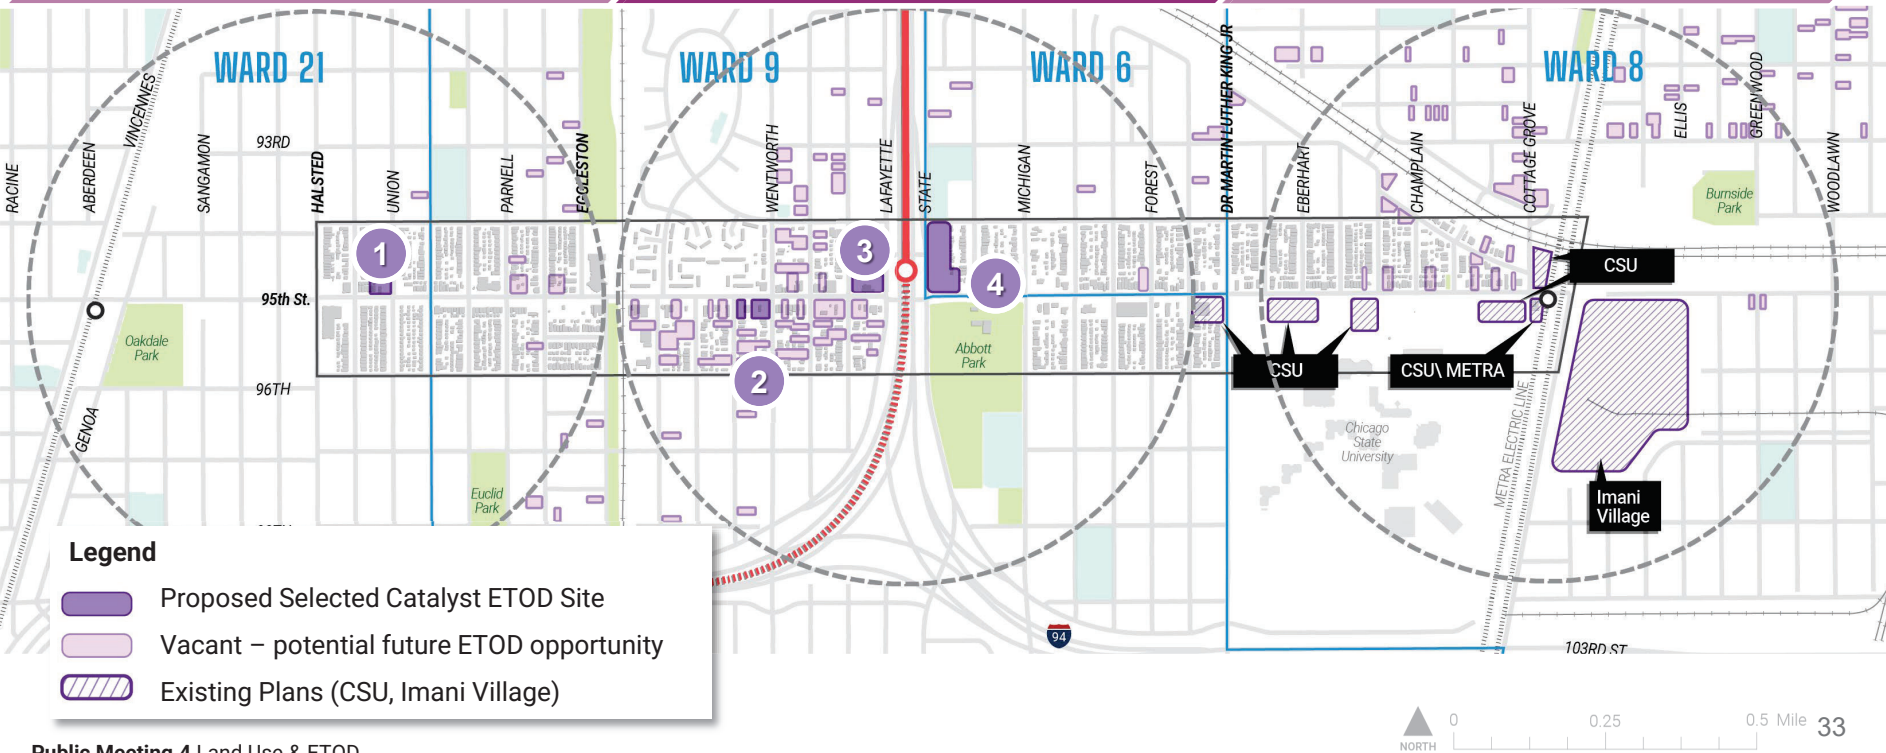 WARD 21
WARD 9
WARD 6
WARD 8
RACINE
ABERDEEN
VINCENNES
SANGAMON
93RD
HALSTED
UNION
PARNELL
EGGLESTON
WENTWORTH
LAFAYETTE
STATE
MICHIGAN
FOREST
DR MARTIN LUTHER KING JR
EBERHART
CHAMPLAIN
COTTAGE GROVE
ELLIS
GREENWOOD
WOODLAWN
Burnside
Park
1
3
4
2
CSU
95th St.
Oakdale
Park
Abbott
Park
CSU
CSU\ METRA
96TH
GENOA
Chicago
State
University
METRA ELECTRIC LINE
Euclid
Park
Imani
Village
94
103RD ST
Legend
Proposed Selected Catalyst ETOD Site
Vacant – potential future ETOD opportunity
Existing Plans (CSU, Imani Village)
NORTH
0
0.25
0.5 Mile
33
Public Meeting 4 Land Use & ETOD